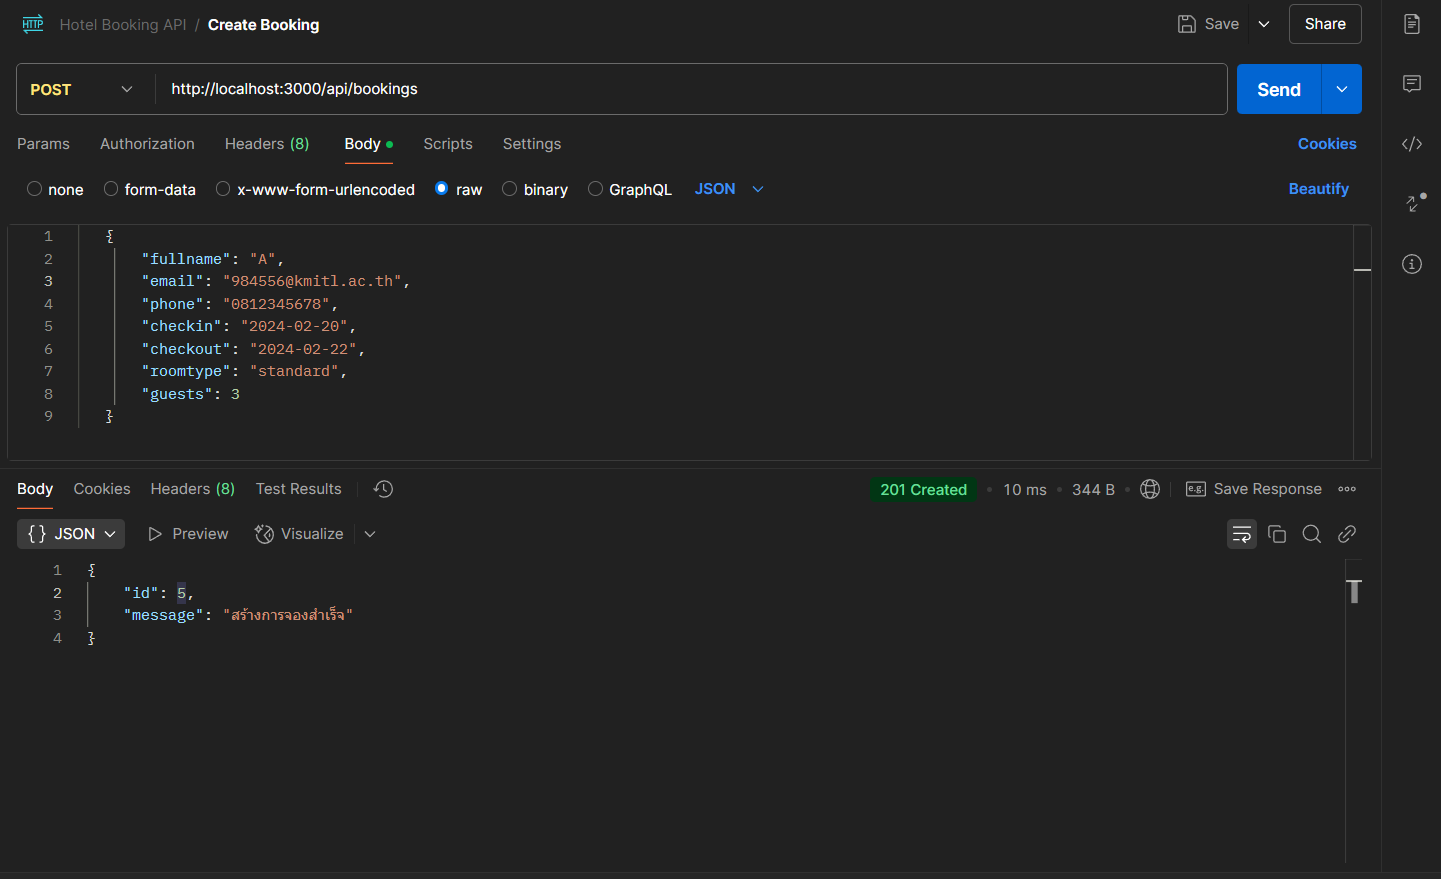 HTTP Hotel Booking API / Create Booking Save Share
POST http://localhost:3000/api/bookings Send
Params Authorization Headers (8) Body Scripts Settings Cookies
none form-data x-www-form-urlencoded raw binary GraphQL JSON Beautify
1 {
2 "fullname": "A",
3 "email": "984556@kmitl.ac.th",
4 "phone": "0812345678",
5 "checkin": "2024-02-20",
6 "checkout": "2024-02-22",
7 "roomtype": "standard",
8 "guests": 3
9 }
Body Cookies Headers (8) Test Results 201 Created • 10 ms • 344 B • e.g. Save Response
{} JSON Preview Visualize
1 {
2 "id": 5,
3 "message": "สร้างการจองสำเร็จ"
4 }